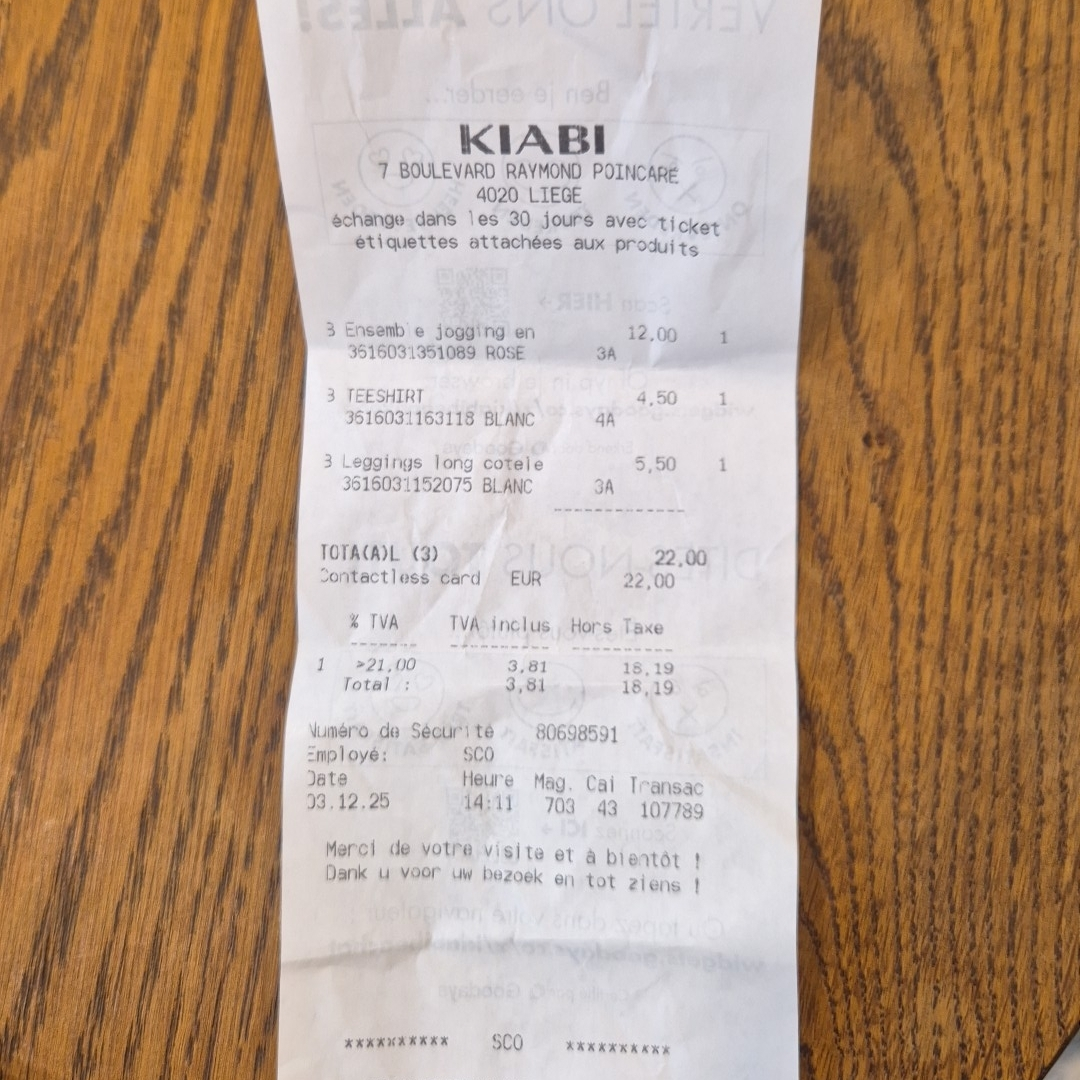 KIABI
7 BOULEVARD RAYMOND POINCARE
4020 LIEGE
échange dans les 30 jours avec ticket
étiquettes attachées aux produits
3 Ensemble jogging en 12,00 1
3616031351089 ROSE 3A
3 TEESHIRT 4,50 1
3616031163118 BLANC 4A
3 Leggings long cotele 5,50 1
3616031152075 BLANC 3A
-------------
TOTA(A)L (3) 22,00
Contactless card EUR 22,00
% TVA TVA inclus Hors Taxe
------- ---------- ----------
1 >21,00 3,81 18,19
Total : 3,81 18,19
Numéro de Sécurité 80698591
Employé: SCO
Date Heure Mag. Cai Transac
03.12.25 14:11 703 43 107789
Merci de votre visite et à bientôt !
Dank u voor uw bezoek en tot ziens !
********** SCO **********